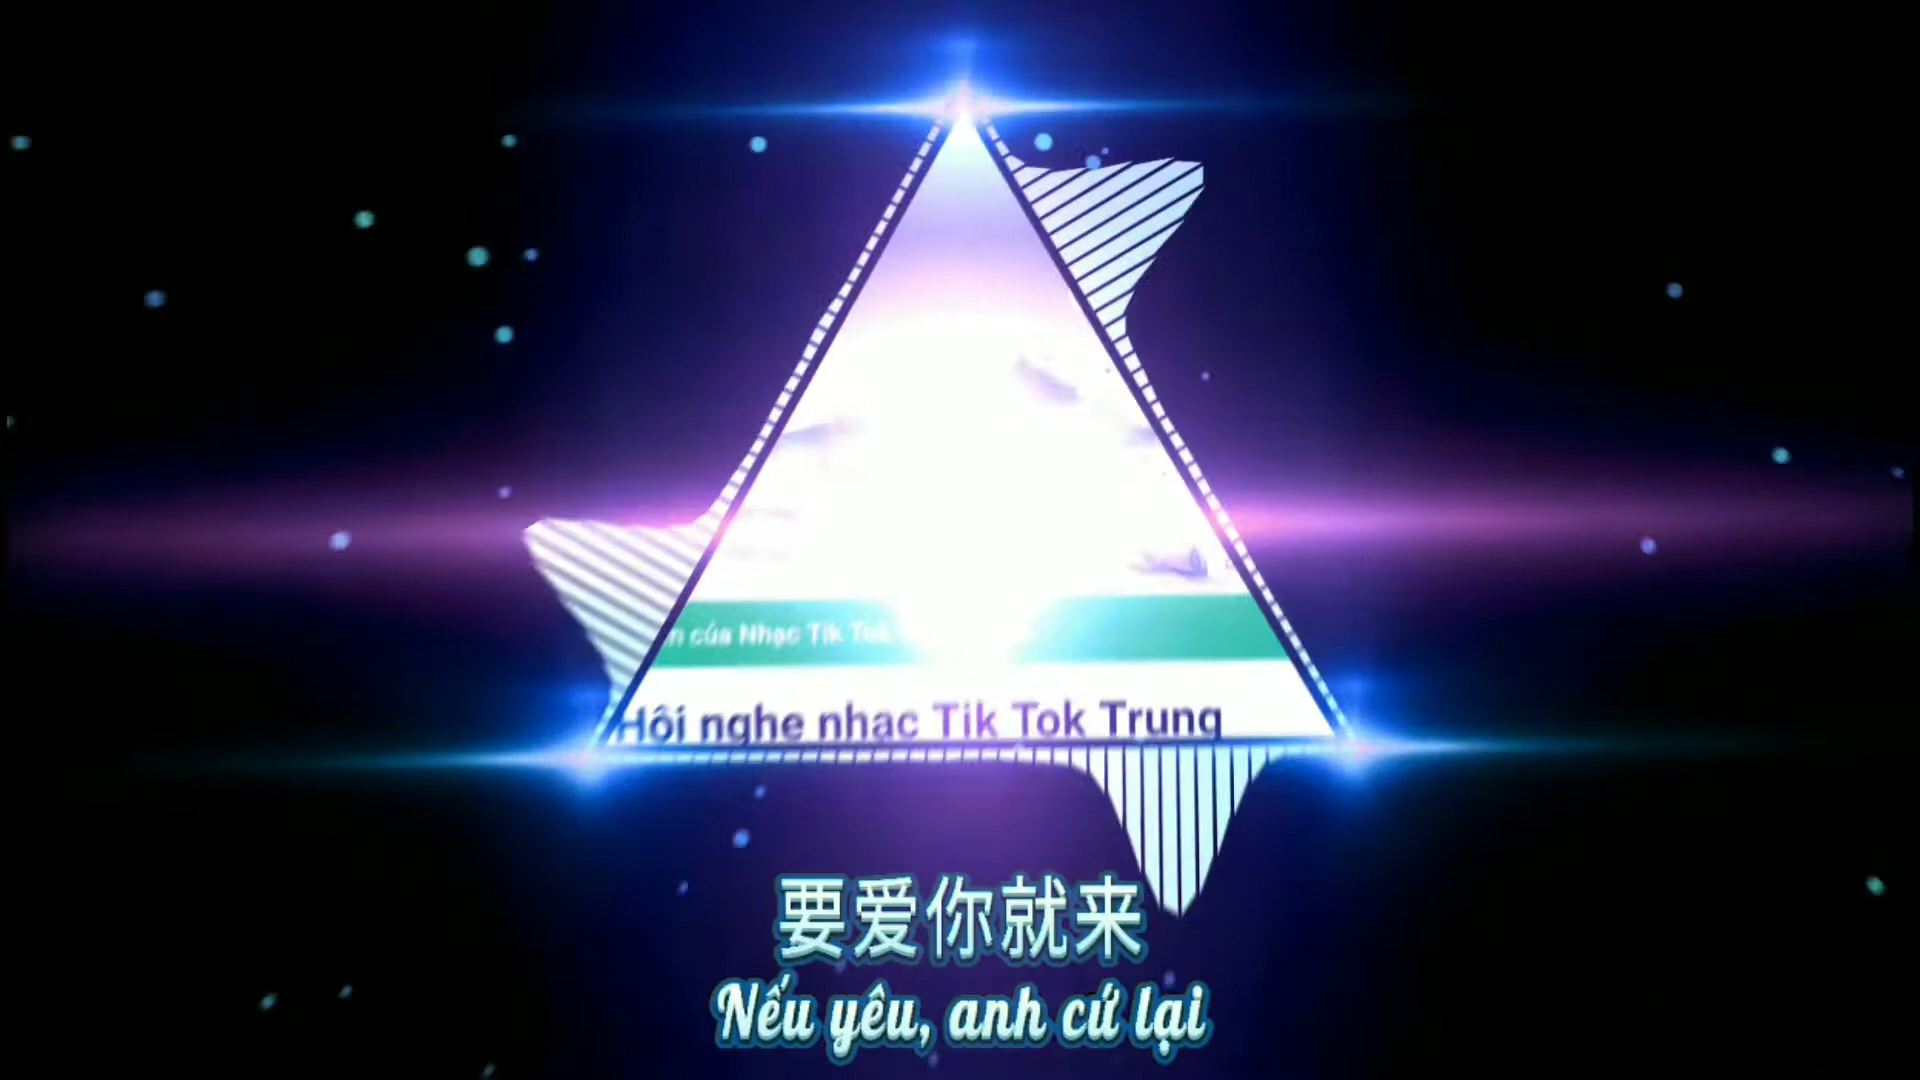 của Nhạc Tik Tok
Hội nghe nhạc Tik Tok Trung
要爱你就来
Nếu yêu, anh cứ lại